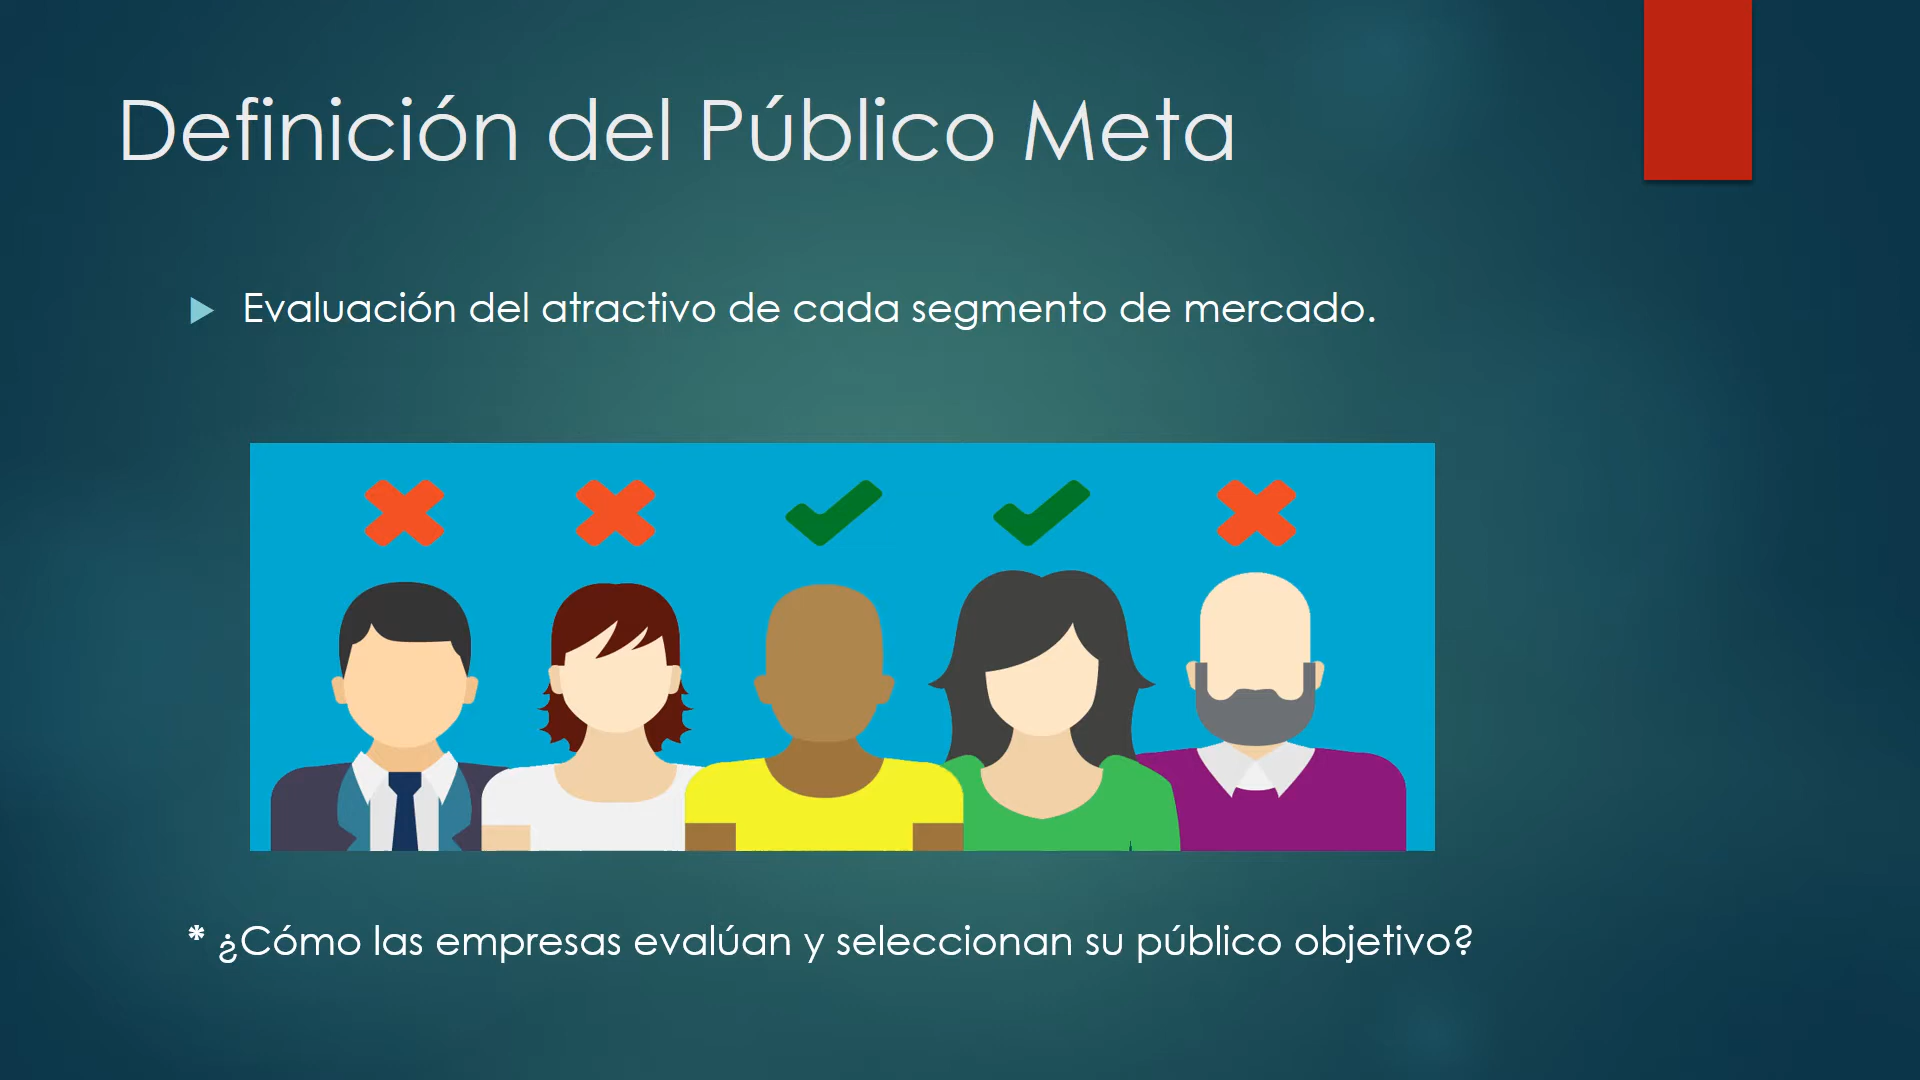 Definición del Público Meta
Evaluación del atractivo de cada segmento de mercado.
* ¿Cómo las empresas evalúan y seleccionan su público objetivo?